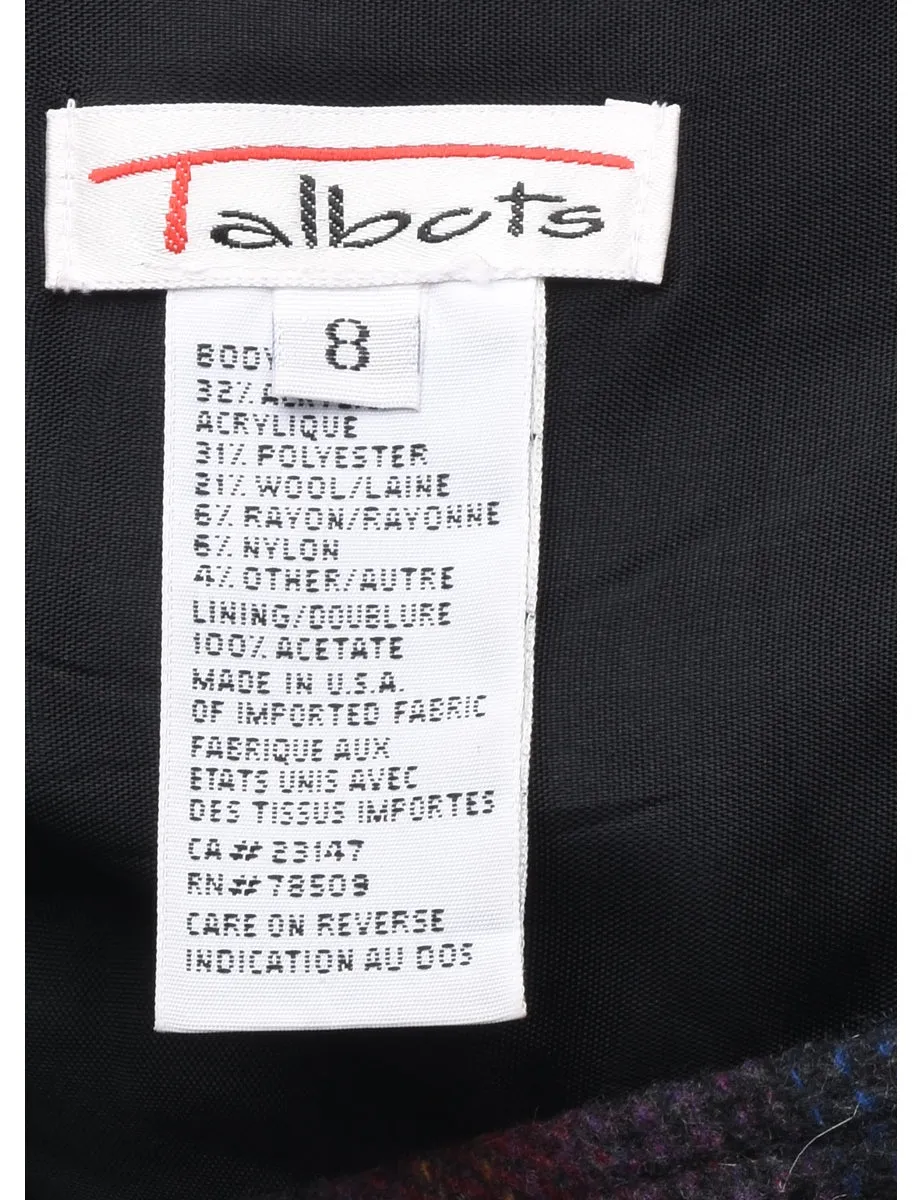 Talbots
8
BODY
32%
ACRYLIQUE
31% POLYESTER
21% WOOL/LAINE
6% RAYON/RAYONNE
6% NYLON
4% OTHER/AUTRE
LINING/DOUBLURE
100% ACETATE
MADE IN U.S.A.
OF IMPORTED FABRIC
FABRIQUE AUX
ETATS UNIS AVEC
DES TISSUS IMPORTES
CA# 23147
RN# 78509
CARE ON REVERSE
INDICATION AU DOS